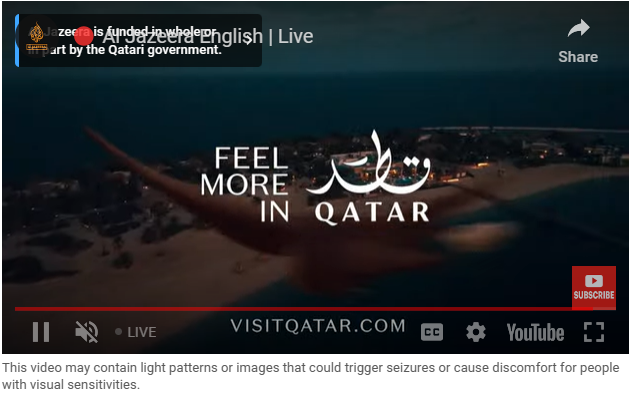 Al Jazeera is funded in whole or
in part by the Qatari government.
Al Jazeera English | Live
Share
FEEL
MORE
IN
قطر
QATAR
SUBSCRIBE
LIVE
VISITQATAR.COM
CC
YouTube
This video may contain light patterns or images that could trigger seizures or cause discomfort for people
with visual sensitivities.